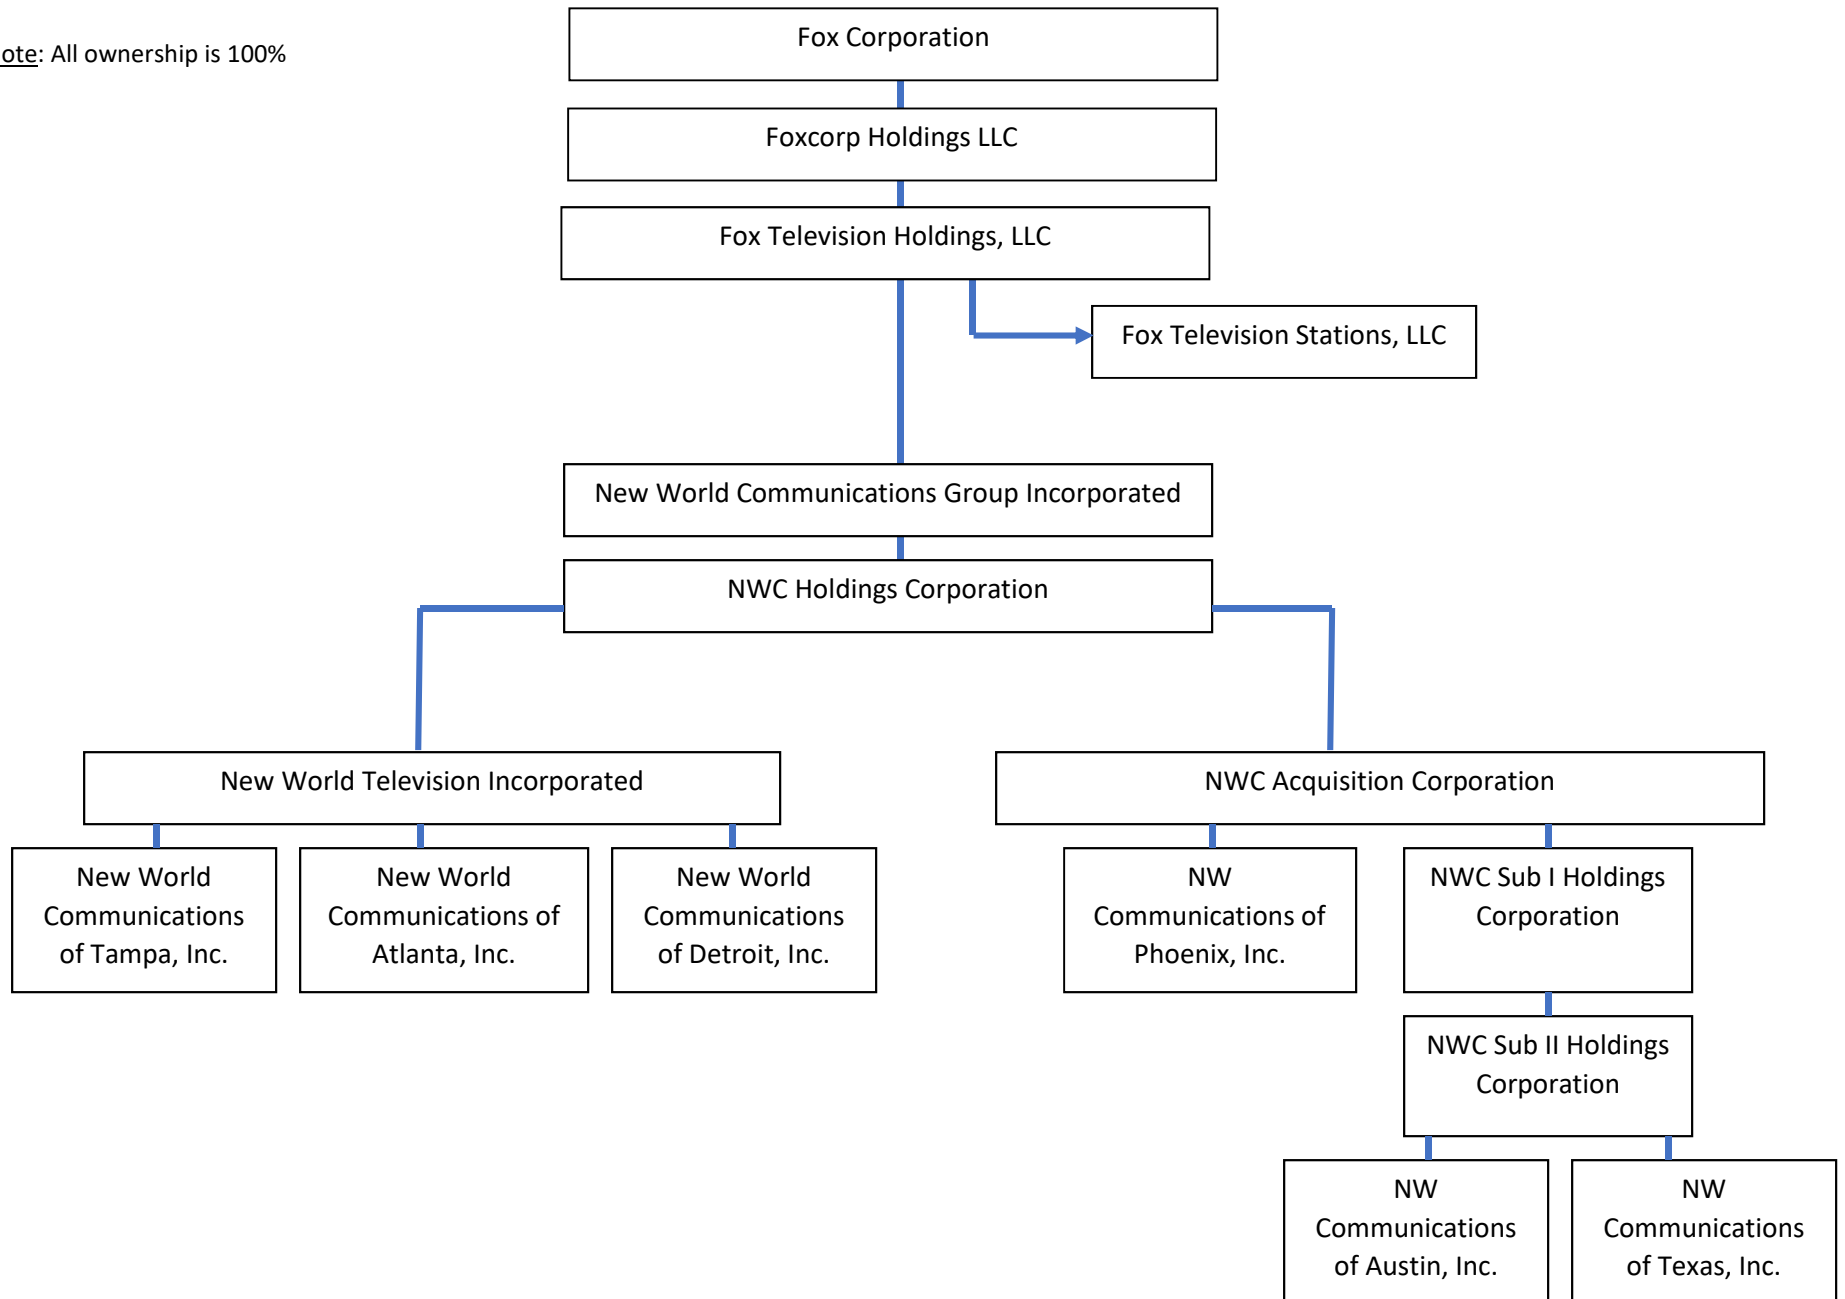 Fox Corporation
ote: All ownership is 100%
Foxcorp Holdings LLC
Fox Television Holdings, LLC
Fox Television Stations, LLC
New World Communications Group Incorporated
NWC Holdings Corporation
New World Television Incorporated
NWC Acquisition Corporation
New World
Communications
of Tampa, Inc.
New World
Communications of
Atlanta, Inc.
New World
Communications
of Detroit, Inc.
NW
Communications of
Phoenix, Inc.
NWC Sub I Holdings
Corporation
NWC Sub II Holdings
Corporation
NW
Communications
of Austin, Inc.
NW
Communications
of Texas, Inc.